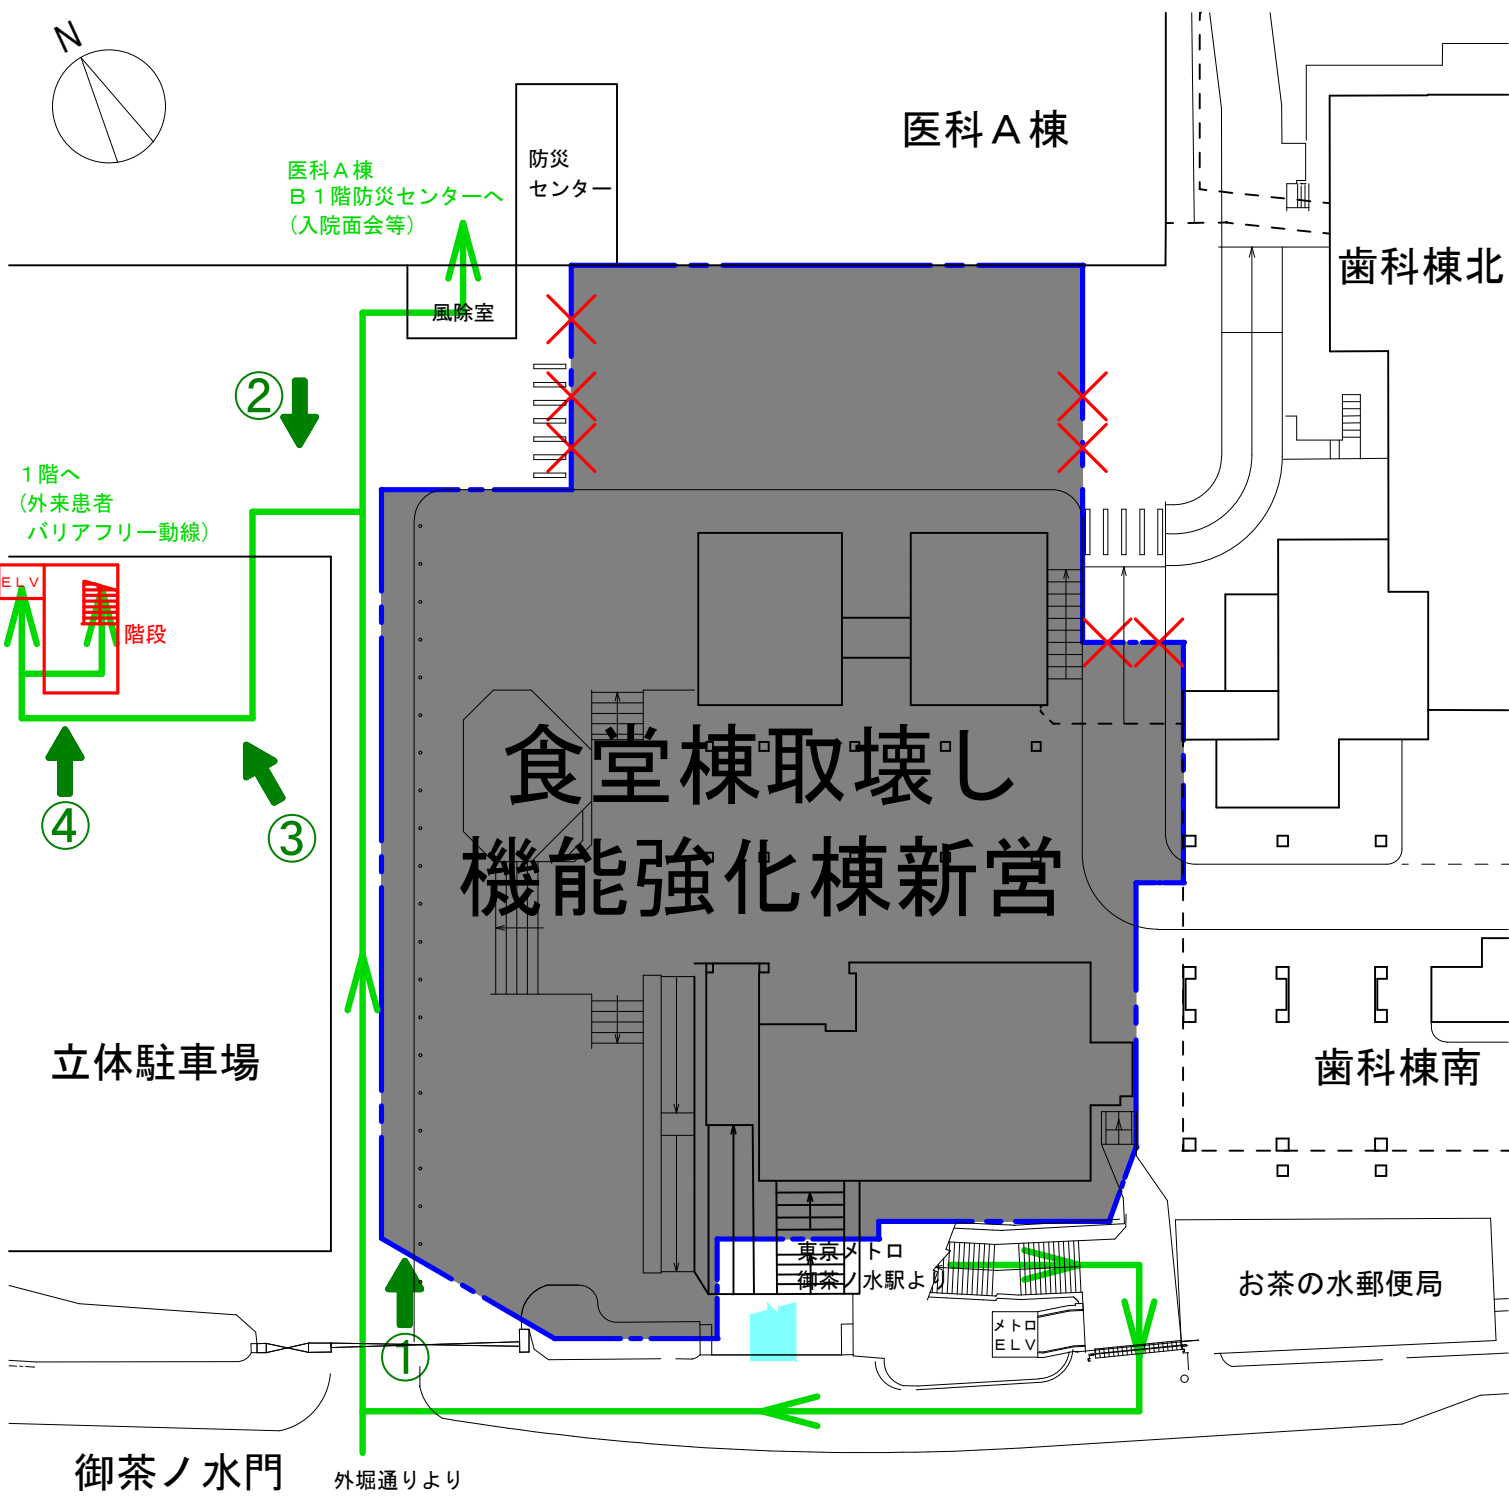 N
医科Ａ棟
防災
センター
医科Ａ棟
Ｂ１階防災センターへ
(入院面会等)
歯科棟北
風除室
②
１階へ
(外来患者
バリアフリー動線)
ＥＬＶ
階段
食堂棟取壊し
機能強化棟新営
④
③
立体駐車場
歯科棟南
東京メトロ
御茶ノ水駅より
お茶の水郵便局
メトロ
ＥＬＶ
①
御茶ノ水門
外堀通りより